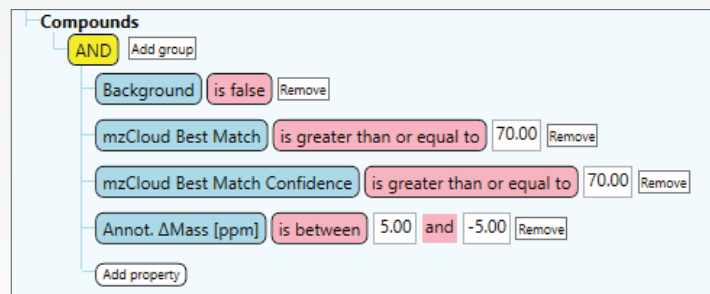 Compounds
AND Add group
Background is false Remove
mzCloud Best Match is greater than or equal to 70.00 Remove
mzCloud Best Match Confidence is greater than or equal to 70.00 Remove
Annot. ΔMass [ppm] is between 5.00 and -5.00 Remove
Add property